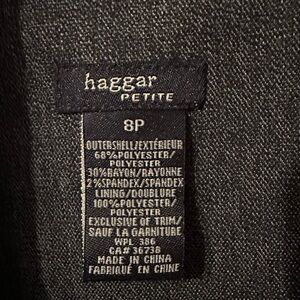 haggar
PETITE
8P
OUTERSHELL/EXTÉRIEUR
68%POLYESTER/
POLYESTER
30%RAYON/RAYONNE
2%SPANDEX/SPANDEX
LINING/DOUBLURE
100%POLYESTER/
POLYESTER
EXCLUSIVE OF TRIM/
SAUF LA GARNITURE
WPL 386
CA# 36738
MADE IN CHINA
FABRIQUÉ EN CHINE